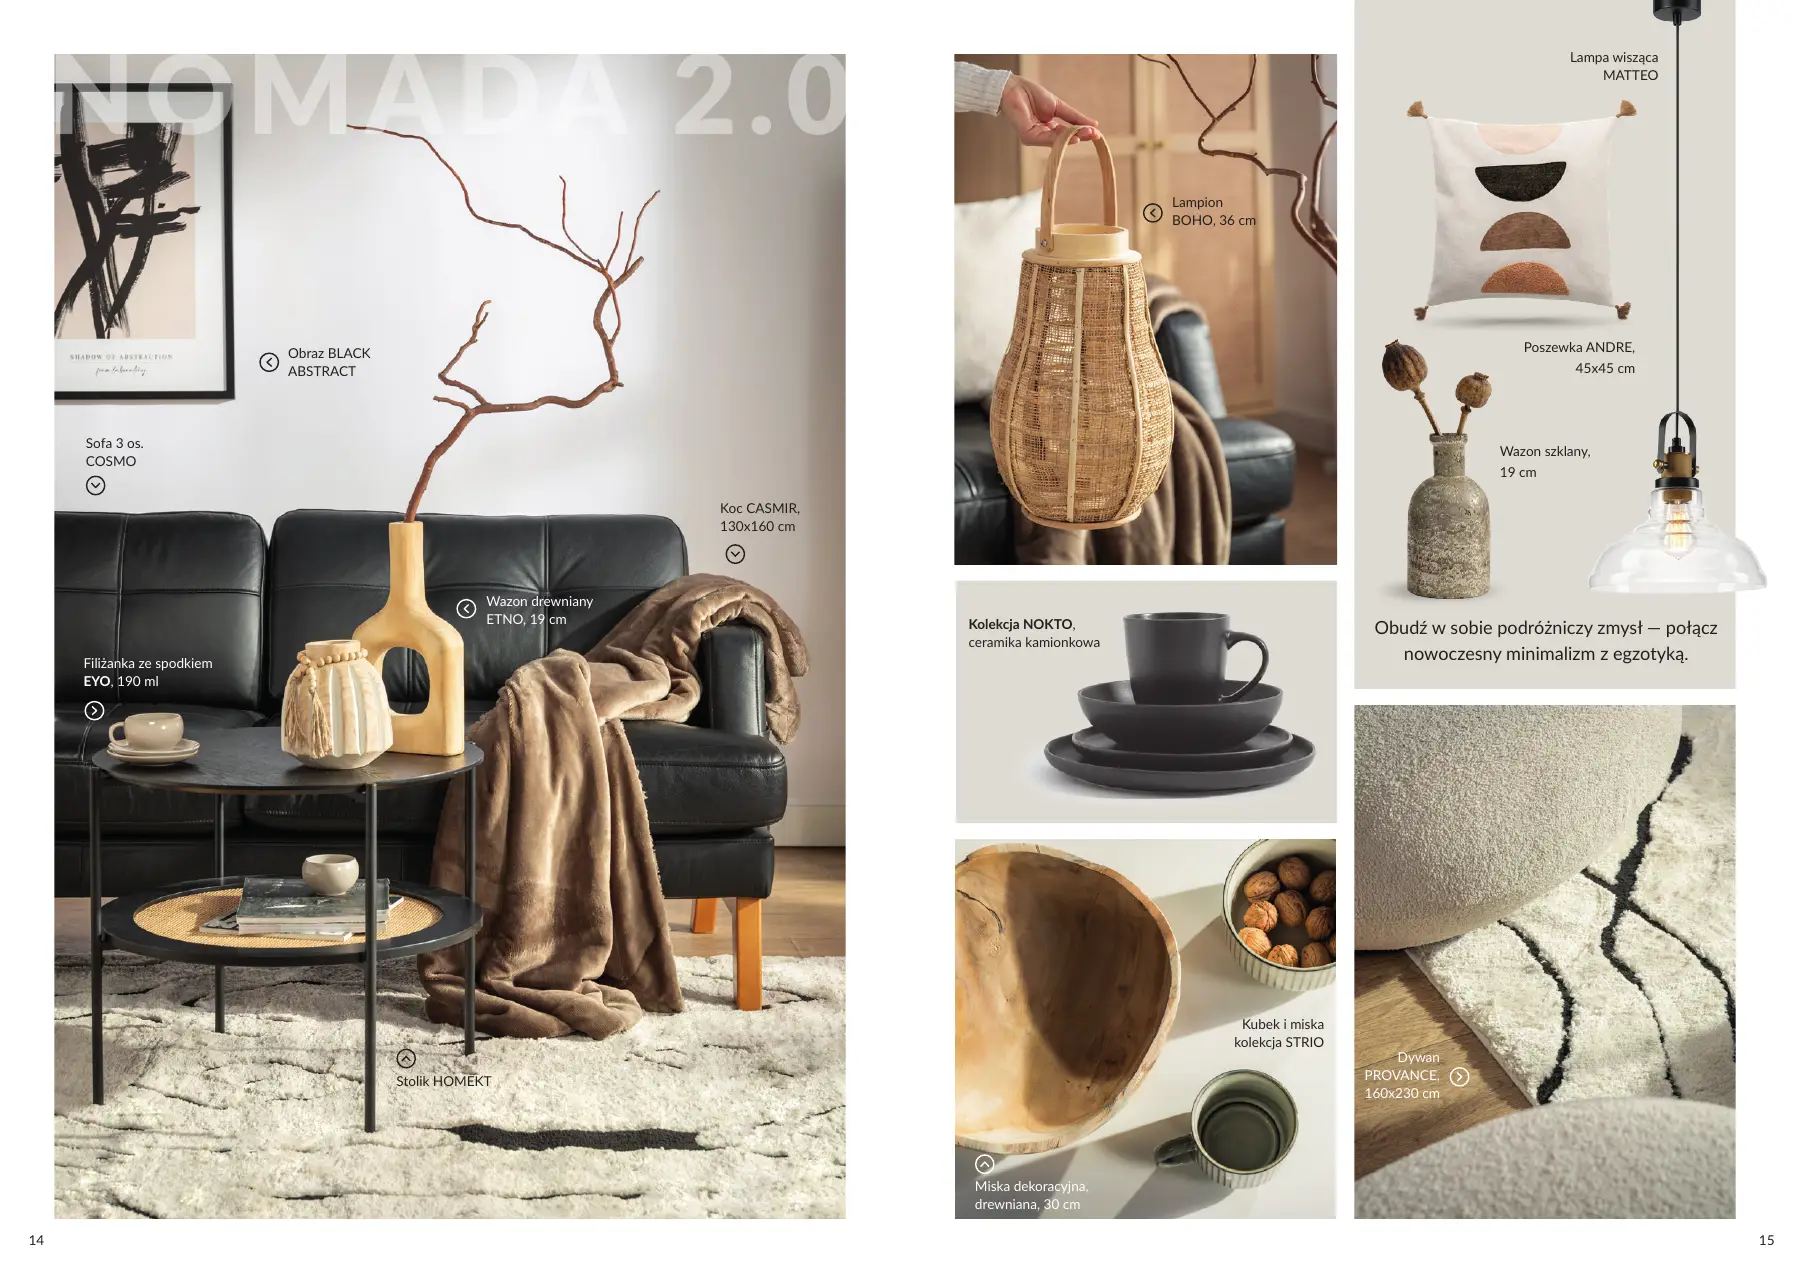 NOMADA 2.0
SHADOW OF ABSTRAUTION
Obraz BLACK
ABSTRACT
Sofa 3 os.
COSMO
Koc CASMIR,
130x160 cm
Wazon drewniany
ETNO, 19 cm
Filiżanka ze spodkiem
EYO, 190 ml
Stolik HOMEKT
14
Lampion
BOHO, 36 cm
Kolekcja NOKTO,
ceramika kamionkowa
Kubek i miska
kolekcja STRIO
Miska dekoracyjna,
drewniana, 30 cm
Lampa wisząca
MATTEO
Poszewka ANDRE,
45x45 cm
Wazon szklany,
19 cm
Obudź w sobie podróżniczy zmysł — połącz
nowoczesny minimalizm z egzotyką.
Dywan
PROVANCE,
160x230 cm
15